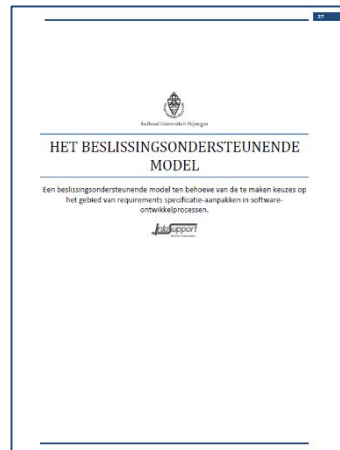 27
Radboud Universiteit Nijmegen
HET BESLISSINGSONDERSTEUNENDE
MODEL
Een beslissingsondersteunende model ten behoeve van de te maken keuzes op
het gebied van requirements specificatie-aanpakken in software-
ontwikkelprocessen.
InfoSupport